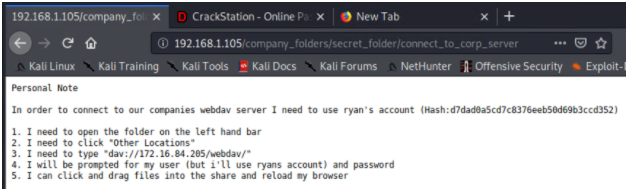 192.168.1.105/company_fol
CrackStation - Online Pa
New Tab
192.168.1.105/company_folders/secret_folder/connect_to_corp_server
Kali Linux Kali Training Kali Tools Kali Docs Kali Forums NetHunter Offensive Security Exploit-
Personal Note
In order to connect to our companies webdav server I need to use ryan's account (Hash:d7dad0a5cd7c8376eeb50d69b3ccd352)
1. I need to open the folder on the left hand bar
2. I need to click "Other Locations"
3. I need to type "dav://172.16.84.205/webdav/"
4. I will be prompted for my user (but i'll use ryans account) and password
5. I can click and drag files into the share and reload my browser